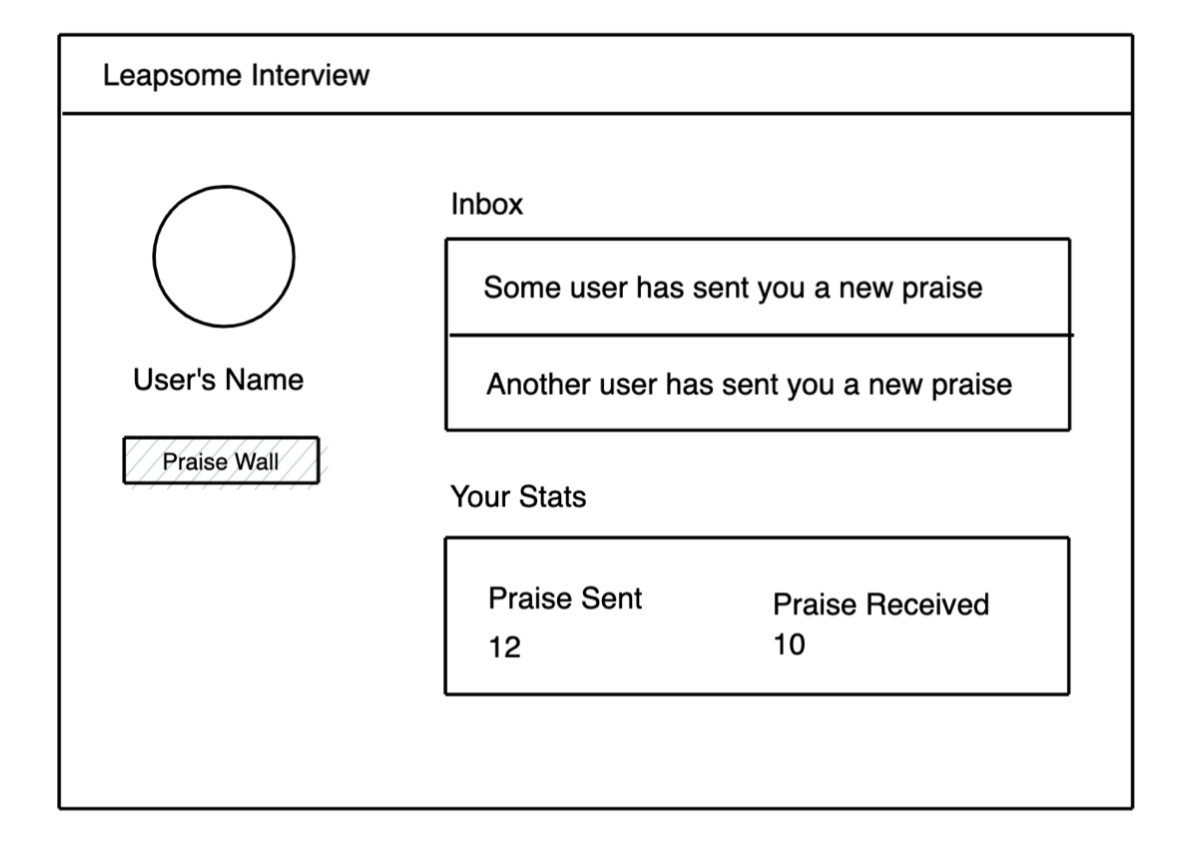 Leapsome Interview
User's Name
Praise Wall
Inbox
Some user has sent you a new praise
Another user has sent you a new praise
Your Stats
Praise Sent
12
Praise Received
10